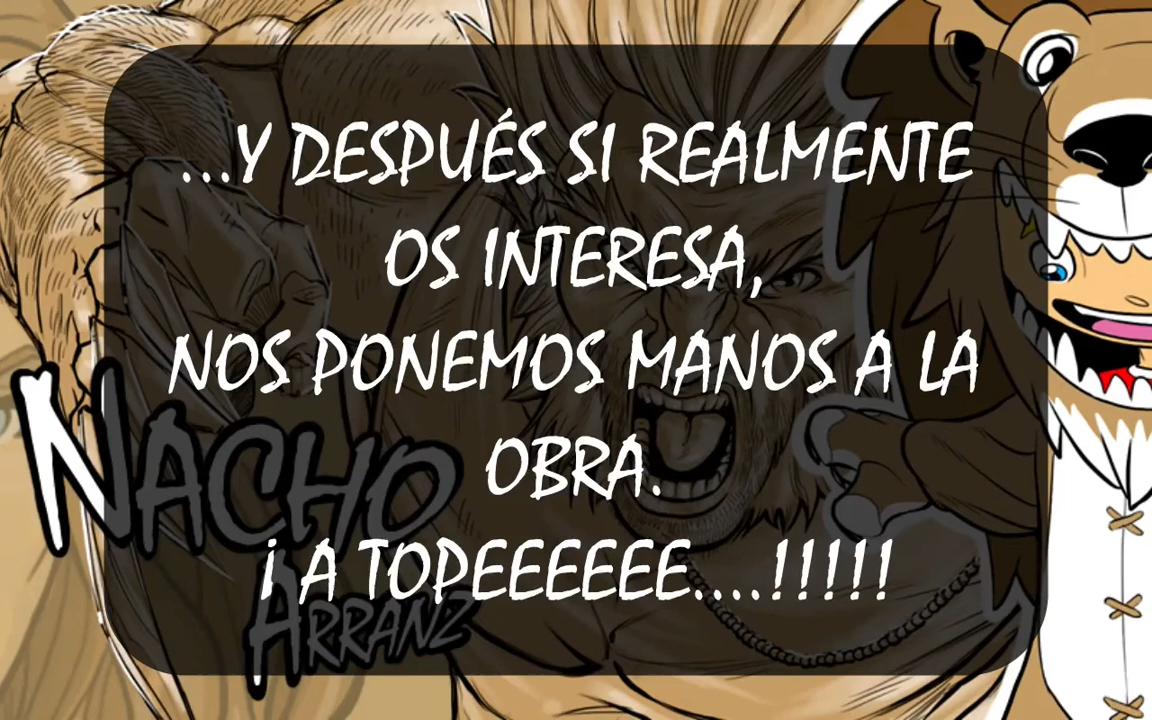 ...Y DESPUÉS SI REALMENTE
OS INTERESA,
NOS PONEMOS MANOS A LA
OBRA.
¡ A TOPEEEEEE....!!!!!
NACHO
ARRANZ